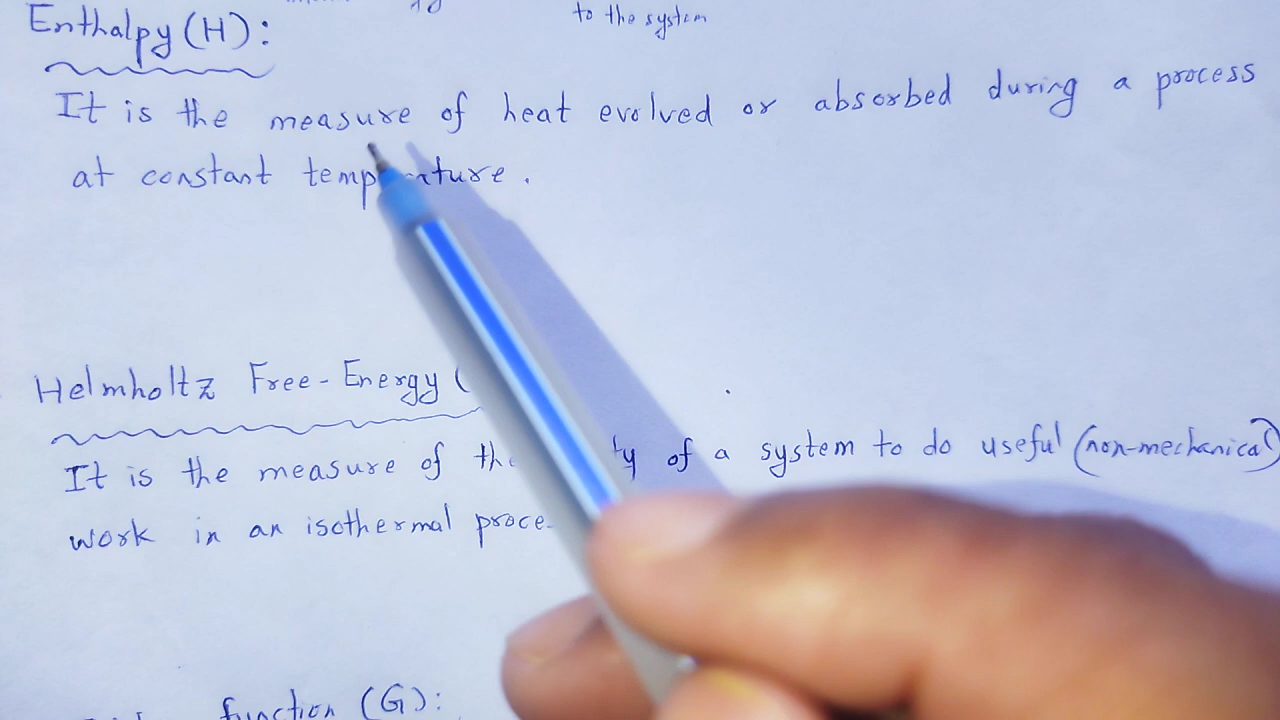 to the system
Enthalpy (H):
It is the measure of heat evolved or absorbed during a process
at constant temp ature.
Helmholtz Free-Energy (
It is the measure of th ty of a system to do useful (non-mechanical)
work in an isothermal proce
function (G):